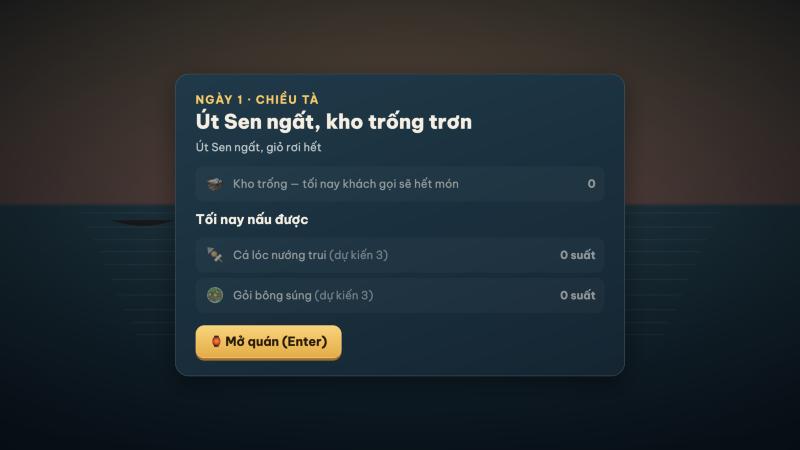 NGÀY 1 · CHIỀU TÀ
Út Sen ngất, kho trống trơn
Út Sen ngất, giỏ rơi hết
Kho trống — tối nay khách gọi sẽ hết món 0
Tối nay nấu được
Cá lóc nướng trui (dự kiến 3) 0 suất
Gỏi bông súng (dự kiến 3) 0 suất
Mở quán (Enter)